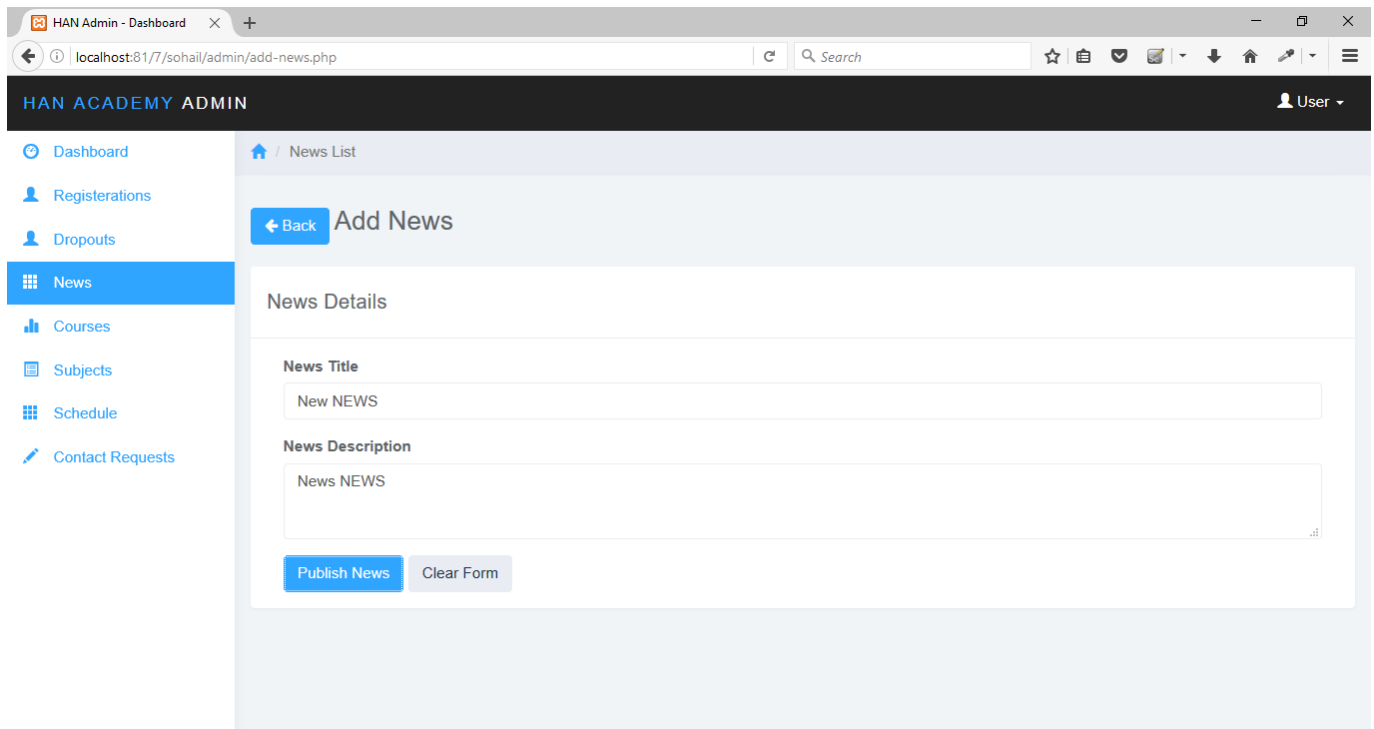 HAN Admin - Dashboard
localhost:81/7/sohail/admin/add-news.php
Search
HAN ACADEMY ADMIN
User
Dashboard
Registerations
Dropouts
News
Courses
Subjects
Schedule
Contact Requests
/ News List
Back
Add News
News Details
News Title
New NEWS
News Description
News NEWS
Publish News
Clear Form